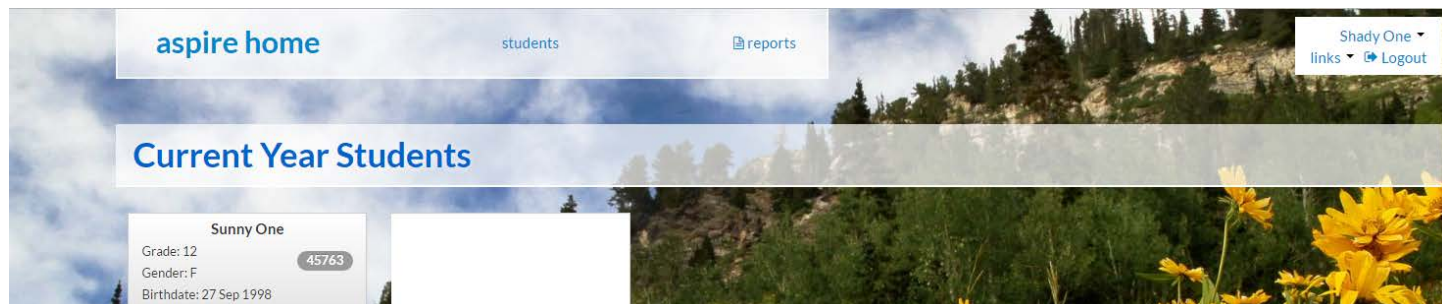 aspire home
students
reports
Shady One
links
Logout
Current Year Students
Sunny One
Grade: 12
45763
Gender: F
Birthdate: 27 Sep 1998